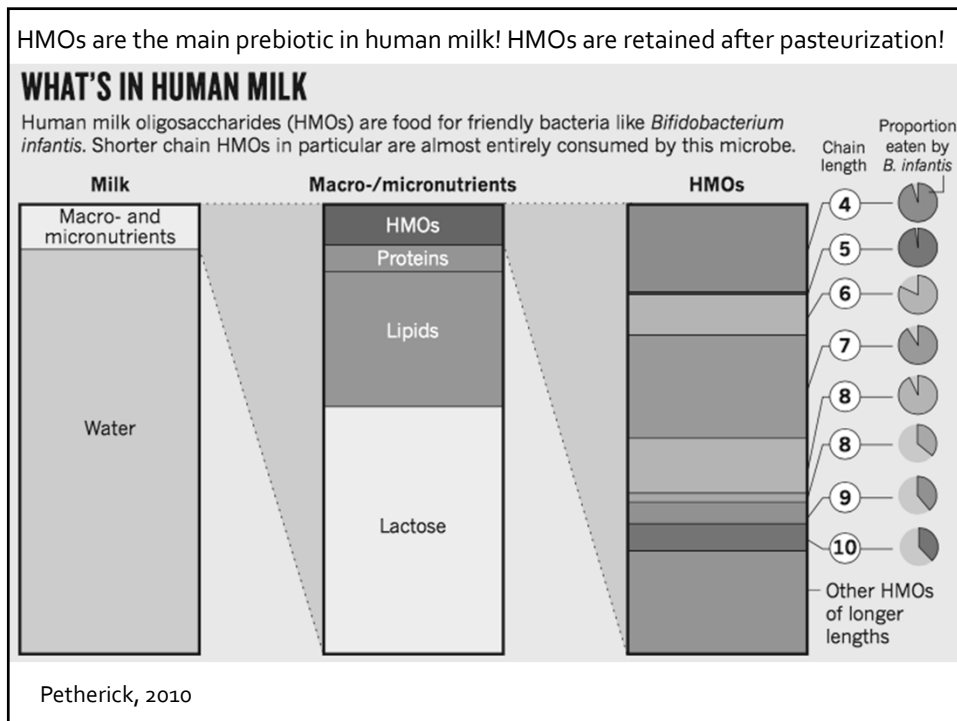 HMOs are the main prebiotic in human milk! HMOs are retained after pasteurization!
WHAT'S IN HUMAN MILK
Human milk oligosaccharides (HMOs) are food for friendly bacteria like Bifidobacterium
infantis. Shorter chain HMOs in particular are almost entirely consumed by this microbe.
Chain
length
Proportion
eaten by
B. infantis
Milk
Macro-/micronutrients
HMOs
Macro- and
micronutrients
Water
HMOs
Proteins
Lipids
Lactose
4
5
6
7
8
8
9
10
Other HMOs
of longer
lengths
Petherick, 2010